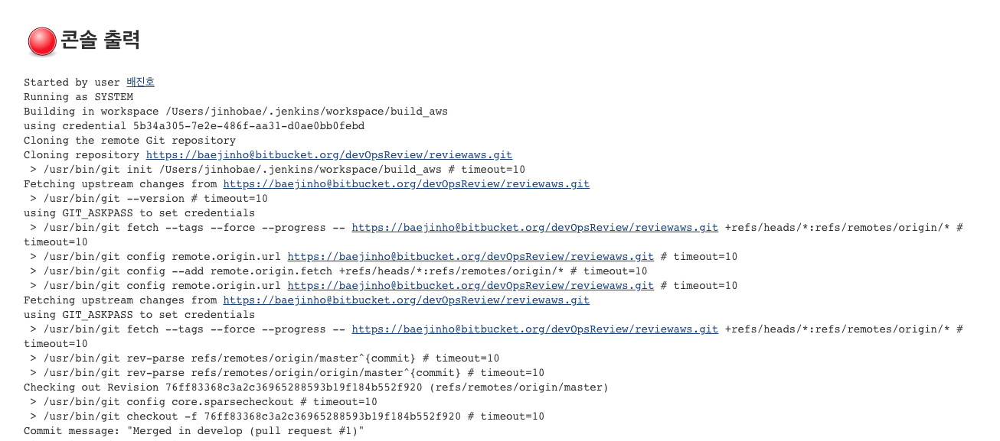 콘솔 출력
Started by user 배진호
Running as SYSTEM
Building in workspace /Users/jinhobae/.jenkins/workspace/build_aws
using credential 5b34a305-7e2e-486f-aa31-d0ae0bb0febd
Cloning the remote Git repository
Cloning repository https://baejinho@bitbucket.org/devOpsReview/reviewaws.git
 > /usr/bin/git init /Users/jinhobae/.jenkins/workspace/build_aws # timeout=10
Fetching upstream changes from https://baejinho@bitbucket.org/devOpsReview/reviewaws.git
 > /usr/bin/git --version # timeout=10
using GIT_ASKPASS to set credentials
 > /usr/bin/git fetch --tags --force --progress -- https://baejinho@bitbucket.org/devOpsReview/reviewaws.git +refs/heads/*:refs/remotes/origin/* #
timeout=10
 > /usr/bin/git config remote.origin.url https://baejinho@bitbucket.org/devOpsReview/reviewaws.git # timeout=10
 > /usr/bin/git config --add remote.origin.fetch +refs/heads/*:refs/remotes/origin/* # timeout=10
 > /usr/bin/git config remote.origin.url https://baejinho@bitbucket.org/devOpsReview/reviewaws.git # timeout=10
Fetching upstream changes from https://baejinho@bitbucket.org/devOpsReview/reviewaws.git
using GIT_ASKPASS to set credentials
 > /usr/bin/git fetch --tags --force --progress -- https://baejinho@bitbucket.org/devOpsReview/reviewaws.git +refs/heads/*:refs/remotes/origin/* #
timeout=10
 > /usr/bin/git rev-parse refs/remotes/origin/master^{commit} # timeout=10
 > /usr/bin/git rev-parse refs/remotes/origin/origin/master^{commit} # timeout=10
Checking out Revision 76ff83368c3a2c36965288593b19f184b552f920 (refs/remotes/origin/master)
 > /usr/bin/git config core.sparsecheckout # timeout=10
 > /usr/bin/git checkout -f 76ff83368c3a2c36965288593b19f184b552f920 # timeout=10
Commit message: "Merged in develop (pull request #1)"